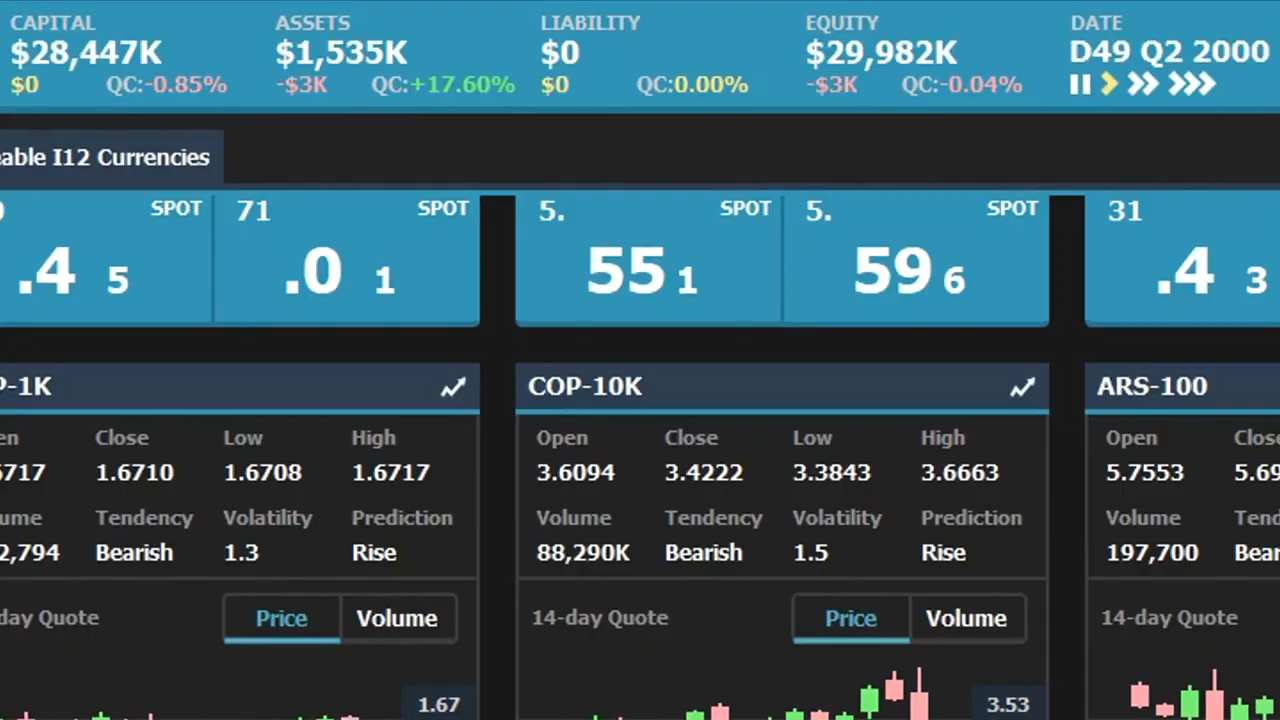 CAPITAL ASSETS LIABILITY EQUITY DATE
$28,447K $1,535K $0 $29,982K D49 Q2 2000
$0 QC:-0.85% -$3K QC:+17.60% $0 QC:0.00% -$3K QC:-0.04%
I12 Currencies
SPOT 71 SPOT 5. SPOT 5. SPOT 31
.4 5 .0 1 55 1 59 6 .4 3
-1K COP-10K ARS-100
Close Low High Open Close Low High Open
1.6710 1.6708 1.6717 3.6094 3.4222 3.3843 3.6663 5.7553
Tendency Volatility Prediction Volume Tendency Volatility Prediction Volume
Bearish 1.3 Rise 88,290K Bearish 1.5 Rise 197,700
day Quote Price Volume 14-day Quote Price Volume 14-day Quote
1.67 3.53